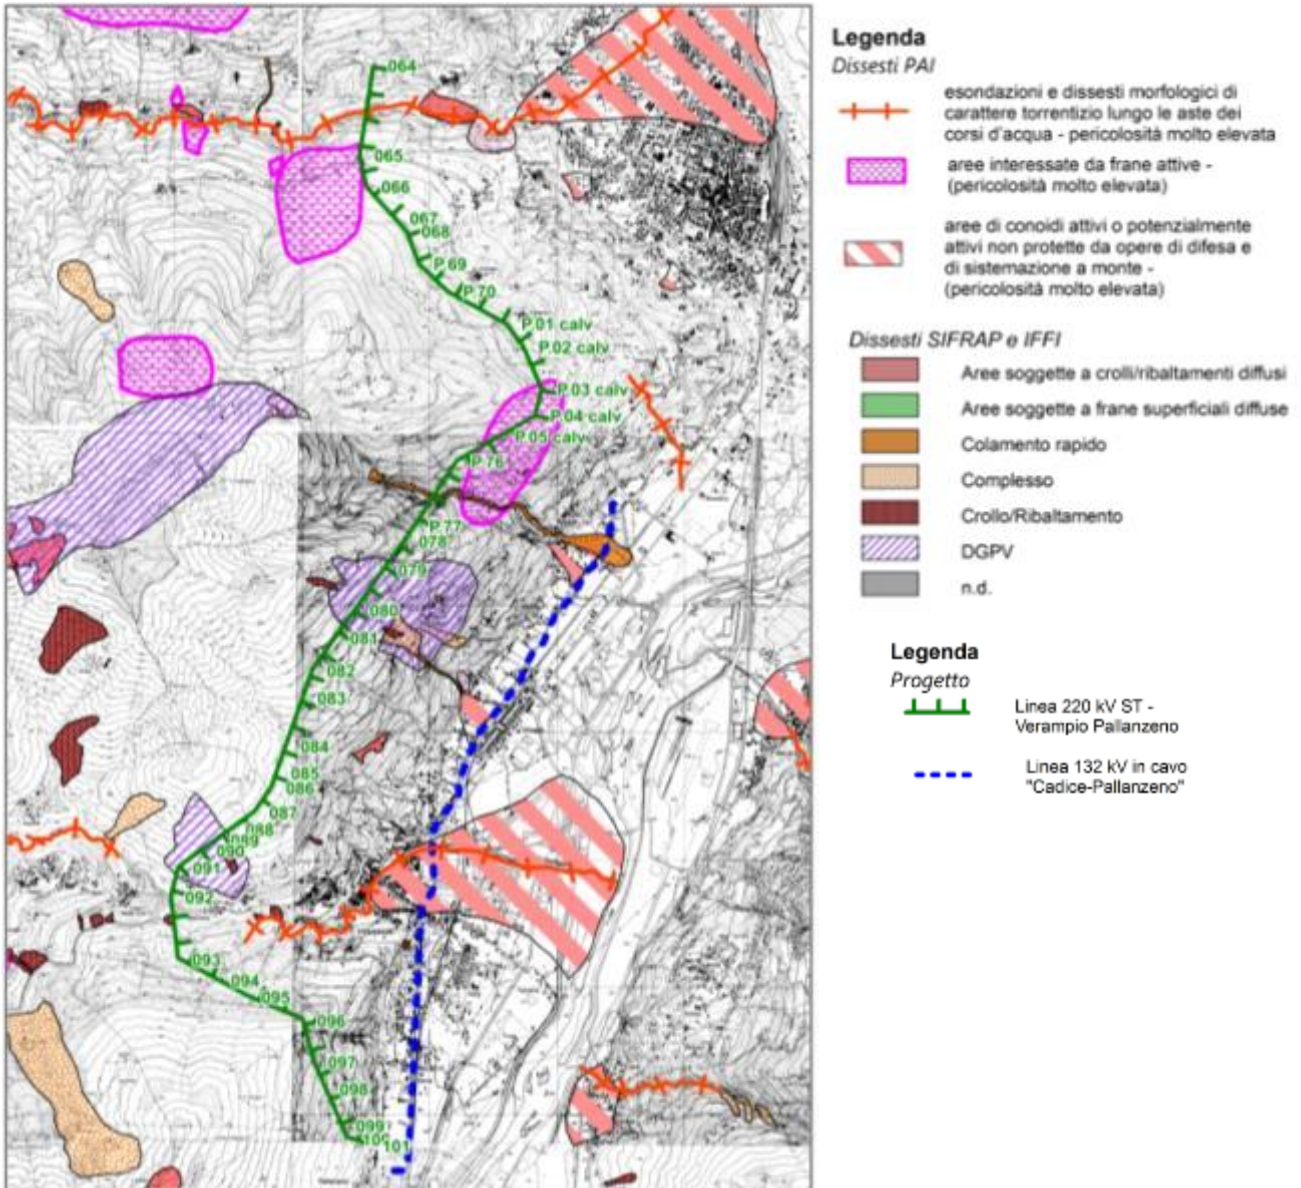 064
065
066
067
068
P 69
P 70
P 01 calv
P 02 calv
P 03 calv
P 04 calv
P 05 calv
P 76
P 77
078
079
080
081
082
083
084
085
086
087
088
089
090
091
092
093
094
095
096
097
098
099
101
Legenda
Dissesti PAI
esondazioni e dissesti morfologici di
carattere torrentizio lungo le aste dei
corsi d'acqua - pericolosità molto elevata
aree interessate da frane attive -
(pericolosità molto elevata)
aree di conoidi attivi o potenzialmente
attivi non protette da opere di difesa e
di sistemazione a monte -
(pericolosità molto elevata)
Dissesti SIFRAP e IFFI
Aree soggette a crolli/ribaltamenti diffusi
Aree soggette a frane superficiali diffuse
Colamento rapido
Complesso
Crollo/Ribaltamento
DGPV
n.d.
Legenda
Progetto
Linea 220 kV ST -
Verampio Pallanzeno
Linea 132 kV in cavo
"Cadice-Pallanzeno"